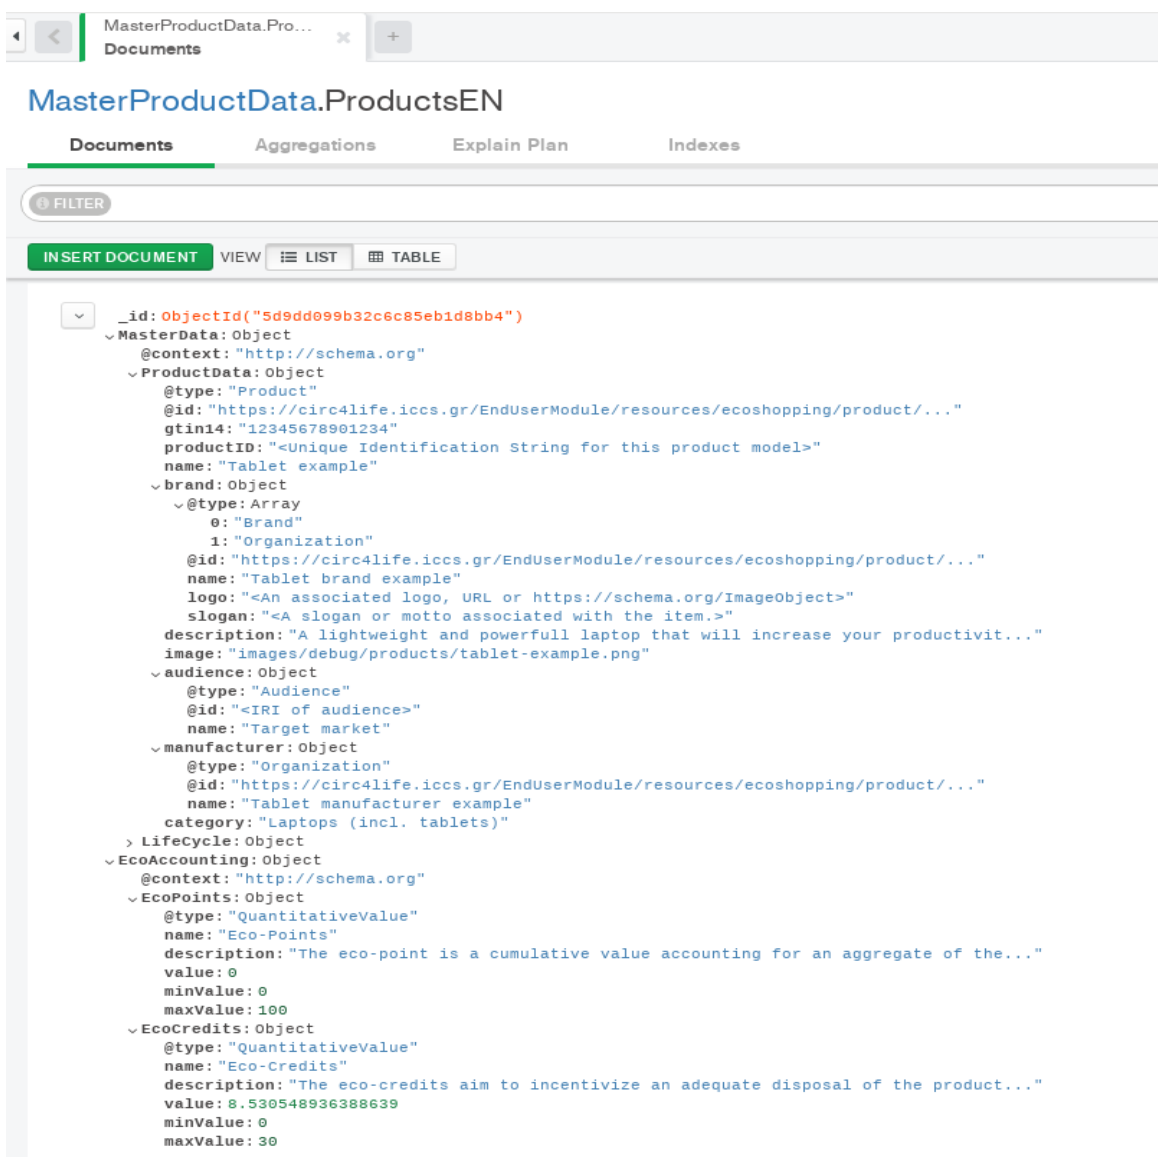 MasterProductData.Pro...
Documents
MasterProductData.ProductsEN
Documents Aggregations Explain Plan Indexes
FILTER
INSERT DOCUMENT VIEW LIST TABLE
_id: ObjectId("5d9dd099b32c6c85eb1d8bb4")
MasterData: Object
@context: "http://schema.org"
ProductData: Object
@type: "Product"
@id: "https://circ4life.iccs.gr/EndUserModule/resources/ecoshopping/product/..."
gtin14: "12345678901234"
productID: "<Unique Identification String for this product model>"
name: "Tablet example"
brand: Object
@type: Array
0: "Brand"
1: "Organization"
@id: "https://circ4life.iccs.gr/EndUserModule/resources/ecoshopping/product/..."
name: "Tablet brand example"
logo: "<An associated logo, URL or https://schema.org/ImageObject>"
slogan: "<A slogan or motto associated with the item.>"
description: "A lightweight and powerfull laptop that will increase your productivit..."
image: "images/debug/products/tablet-example.png"
audience: Object
@type: "Audience"
@id: "<IRI of audience>"
name: "Target market"
manufacturer: Object
@type: "Organization"
@id: "https://circ4life.iccs.gr/EndUserModule/resources/ecoshopping/product/..."
name: "Tablet manufacturer example"
category: "Laptops (incl. tablets)"
LifeCycle: Object
EcoAccounting: Object
@context: "http://schema.org"
EcoPoints: Object
@type: "QuantitativeValue"
name: "Eco-Points"
description: "The eco-point is a cumulative value accounting for an aggregate of the..."
value: 0
minValue: 0
maxValue: 100
EcoCredits: Object
@type: "QuantitativeValue"
name: "Eco-Credits"
description: "The eco-credits aim to incentivize an adequate disposal of the product..."
value: 8.530548936388639
minValue: 0
maxValue: 30